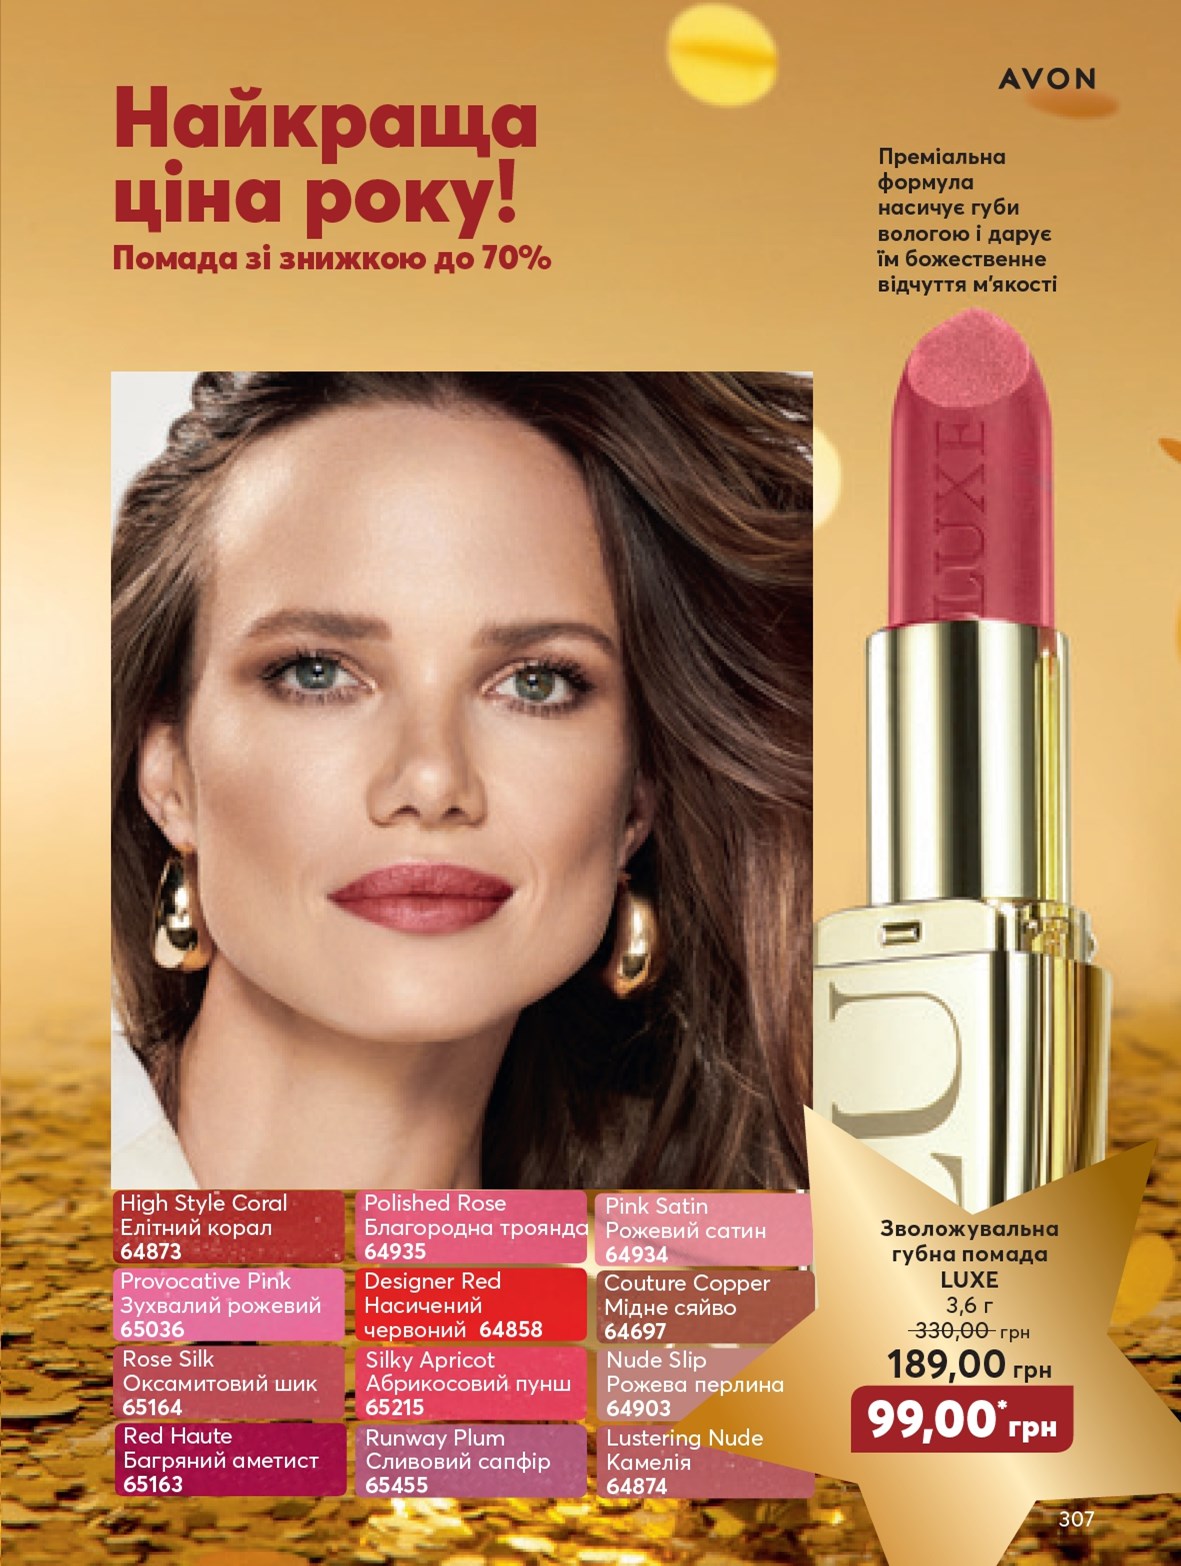 AVON
Найкраща
ціна року!
Помада зі знижкою до 70%
Преміальна
формула
насичує губи
вологою і дарує
їм божественне
відчуття м'якості
LUXE
LU
High Style Coral
Елітний корал
64873
Polished Rose
Благородна троянда
64935
Pink Satin
Рожевий сатин
64934
Provocative Pink
Зухвалий рожевий
65036
Designer Red
Насичений
червоний 64858
Couture Copper
Мідне сяйво
64697
Rose Silk
Оксамитовий шик
65164
Silky Apricot
Абрикосовий пунш
65215
Nude Slip
Рожева перлина
64903
Red Haute
Багряний аметист
65163
Runway Plum
Сливовий сапфір
65455
Lustering Nude
Камелія
64874
Зволожувальна
губна помада
LUXE
3,6 г
330,00 грн
189,00 грн
99,00* грн
307